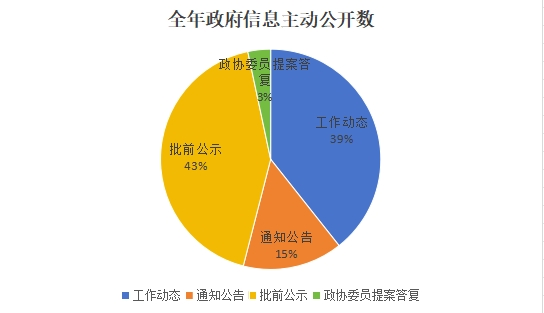 全年政府信息主动公开数
政协委员提案答
复
3%
工作动态
39%
批前公示
43%
通知公告
15%
工作动态 通知公告 批前公示 政协委员提案答复